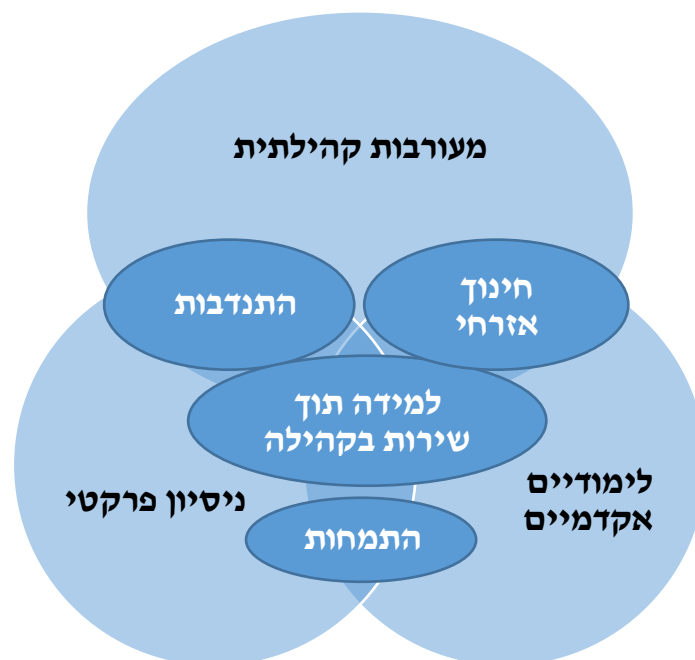 מעורבות קהילתית
חינוך
אזרחי
התנדבות
למידה תוך
שירות בקהילה
לימודיים
אקדמיים
ניסיון פרקטי
התמחות